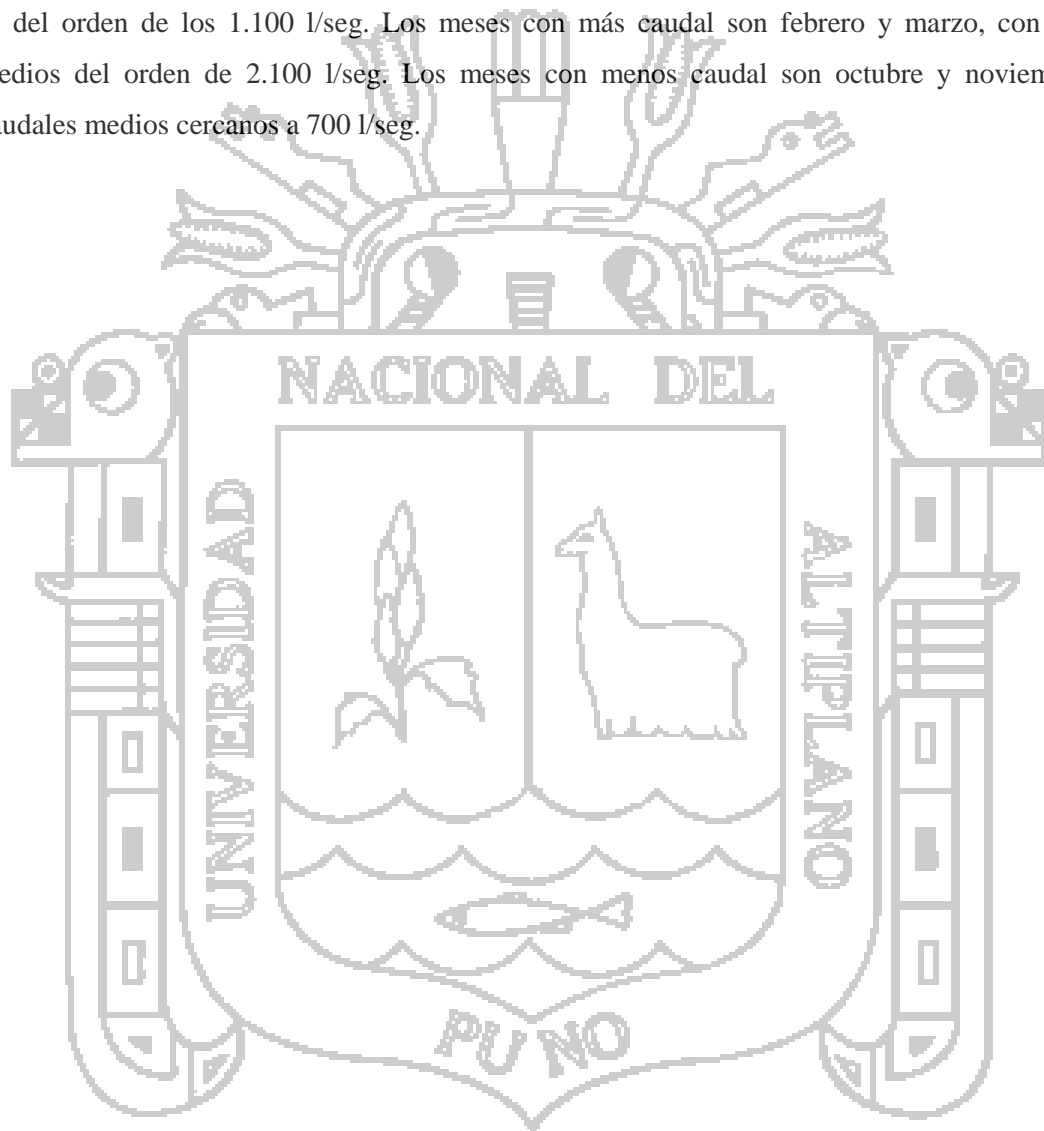 del orden de los 1.100 l/seg. Los meses con más caudal son febrero y marzo, con
edios del orden de 2.100 l/seg. Los meses con menos caudal son octubre y noviem
audales medios cercanos a 700 l/seg.
NACIONAL DEL
UNIVERSIDAD
ALTIPLANO
PUNO